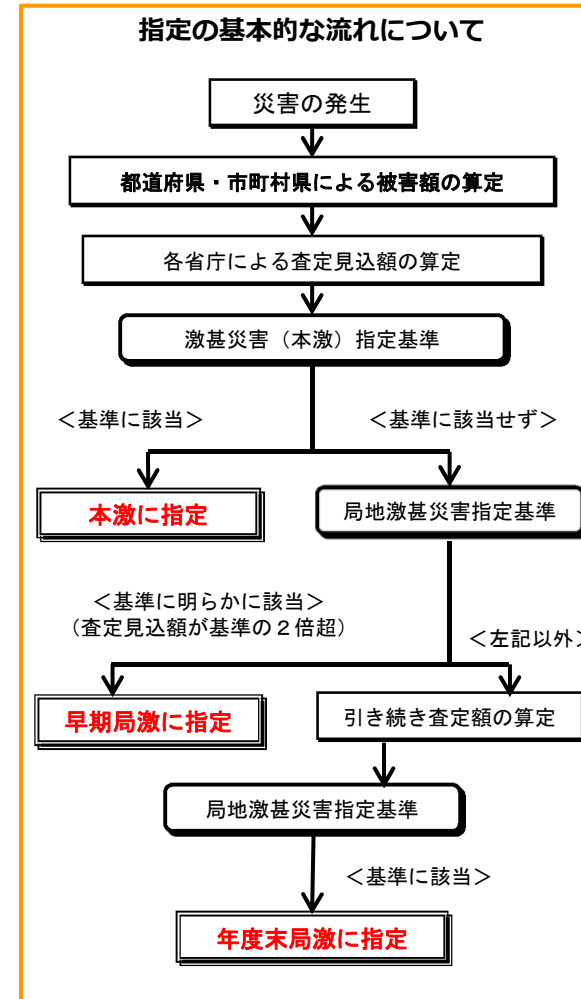 指定の基本的な流れについて
災害の発生
都道府県・市町村県による被害額の算定
各省庁による査定見込額の算定
激甚災害（本激）指定基準
＜基準に該当＞
＜基準に該当せず＞
本激に指定
局地激甚災害指定基準
＜基準に明らかに該当＞
（査定見込額が基準の２倍超）
＜左記以外＞
早期局激に指定
引き続き査定額の算定
局地激甚災害指定基準
＜基準に該当＞
年度末局激に指定